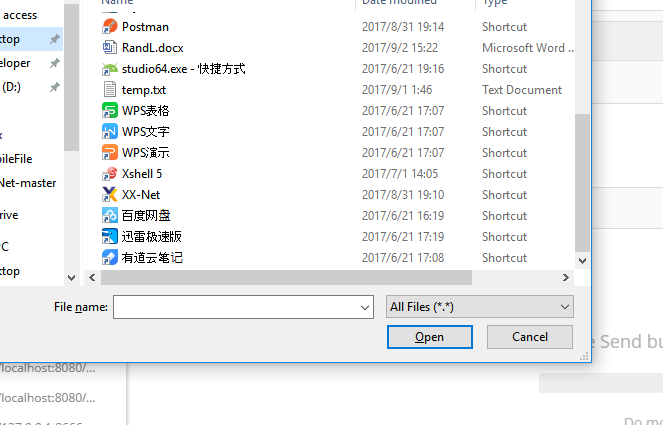 Name Date modified Type
access
Postman 2017/8/31 19:14 Shortcut
RandL.docx 2017/9/2 15:22 Microsoft Word ...
studio64.exe - 快捷方式 2017/6/21 19:16 Shortcut
(D:)
temp.txt 2017/9/1 1:46 Text Document
WPS表格 2017/6/21 17:07 Shortcut
WPS文字 2017/6/21 17:07 Shortcut
WPS演示 2017/6/21 17:07 Shortcut
Xshell 5 2017/7/1 14:05 Shortcut
Net-master
XX-Net 2017/8/31 19:10 Shortcut
百度网盘 2017/6/21 16:19 Shortcut
迅雷极速版 2017/6/21 17:19 Shortcut
有道云笔记 2017/6/21 17:08 Shortcut
File name:
All Files (*.*)
Open
Cancel
Send bu
/localhost:8080/...
/localhost:8080/...
Do mo